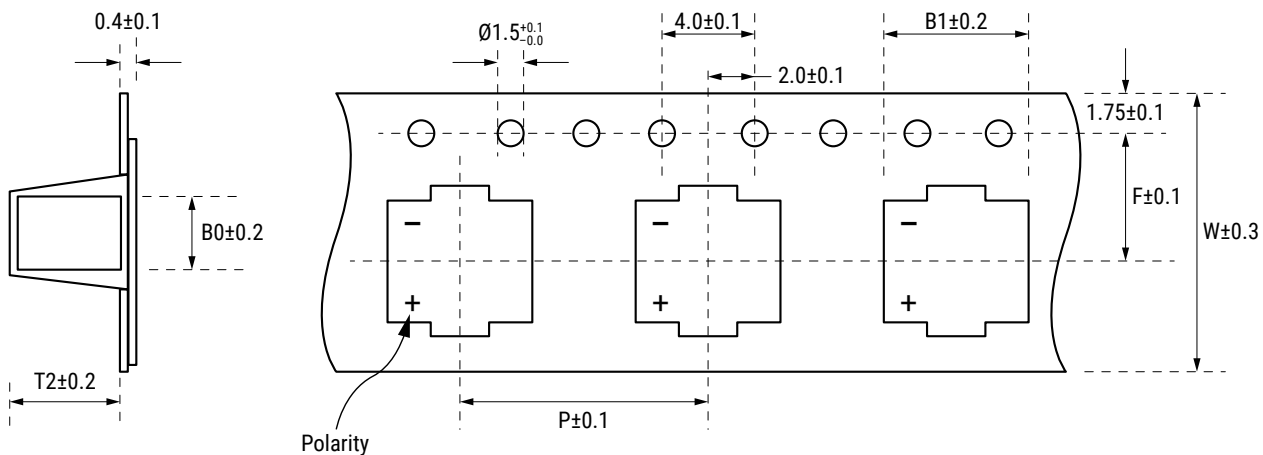 0.4±0.1
Ø1.5+0.1
−0.0
4.0±0.1
B1±0.2
2.0±0.1
1.75±0.1
F±0.1
W±0.3
B0±0.2
− − −
+ + +
T2±0.2
P±0.1
Polarity